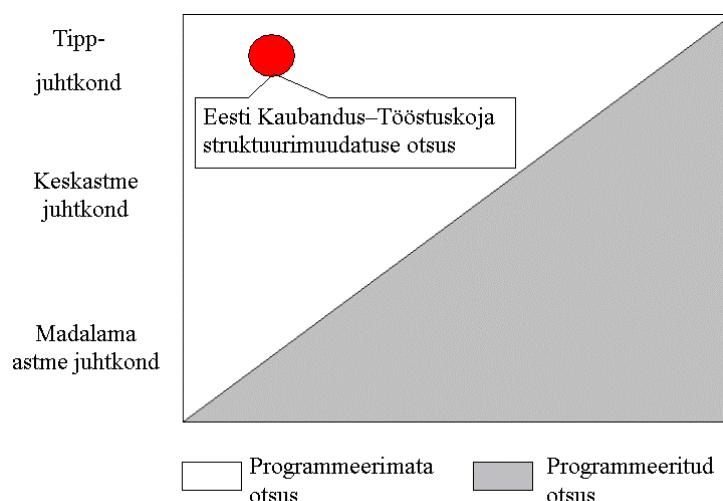 Tipp-
juhtkond
Eesti Kaubandus–Tööstuskoja
struktuurimuudatuse otsus
Keskastme
juhtkond
Madalama
astme juhtkond
Programmeerimata
otsus
Programmeeritud
otsus